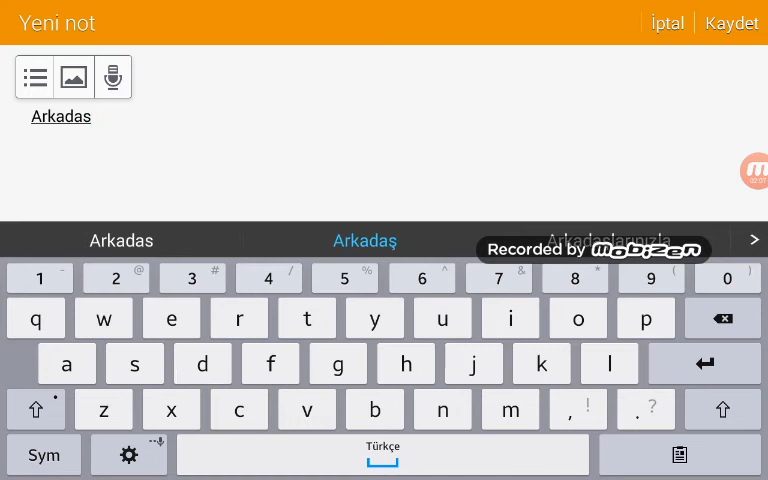 Yeni not İptal Kaydet
Arkadas
Arkadas Arkadaş Arkadaşlarınızla >
Recorded by mobizen
1 - 2 @ 3 # 4 / 5 % 6 ^ 7 & 8 * 9 ( 0 )
q w e r t y u i o p
a s d f g h j k l
z x c v b n m , ! . ?
Sym Türkçe